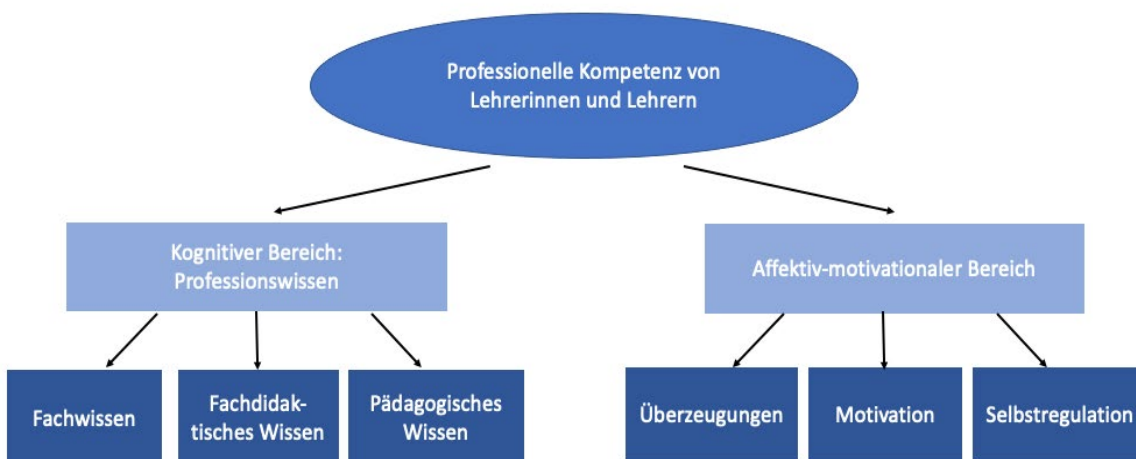 Professionelle Kompetenz von
Lehrerinnen und Lehrern
Kognitiver Bereich:
Professionswissen
Affektiv-motivationaler Bereich
Fachwissen
Fachdidak-
tisches Wissen
Pädagogisches
Wissen
Überzeugungen
Motivation
Selbstregulation